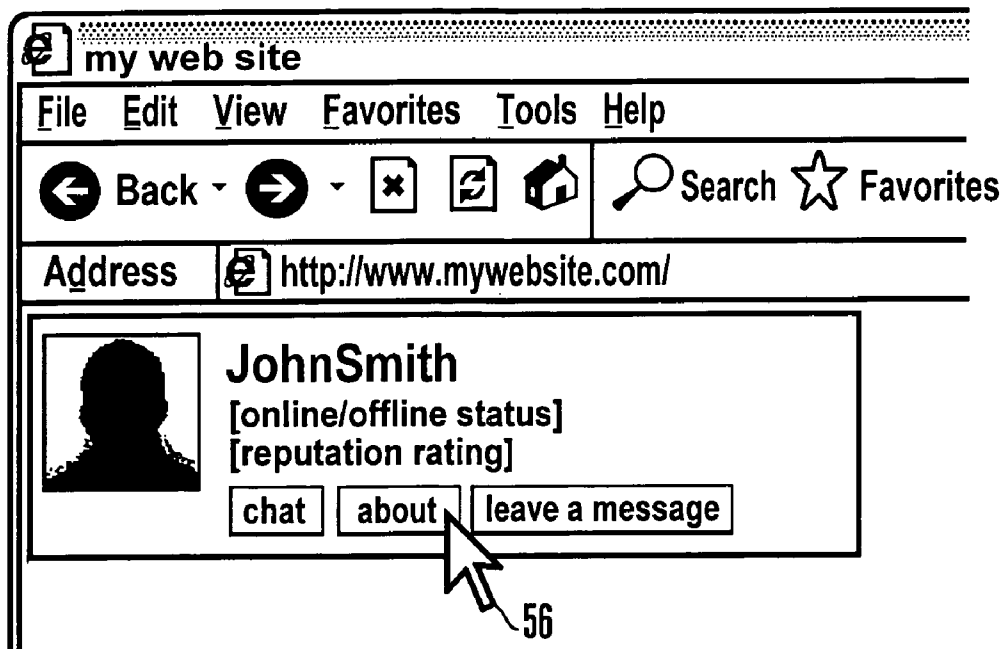 my web site
File Edit View Favorites Tools Help
Back Search Favorites
Address http://www.mywebsite.com/
JohnSmith
[online/offline status]
[reputation rating]
chat about leave a message
56